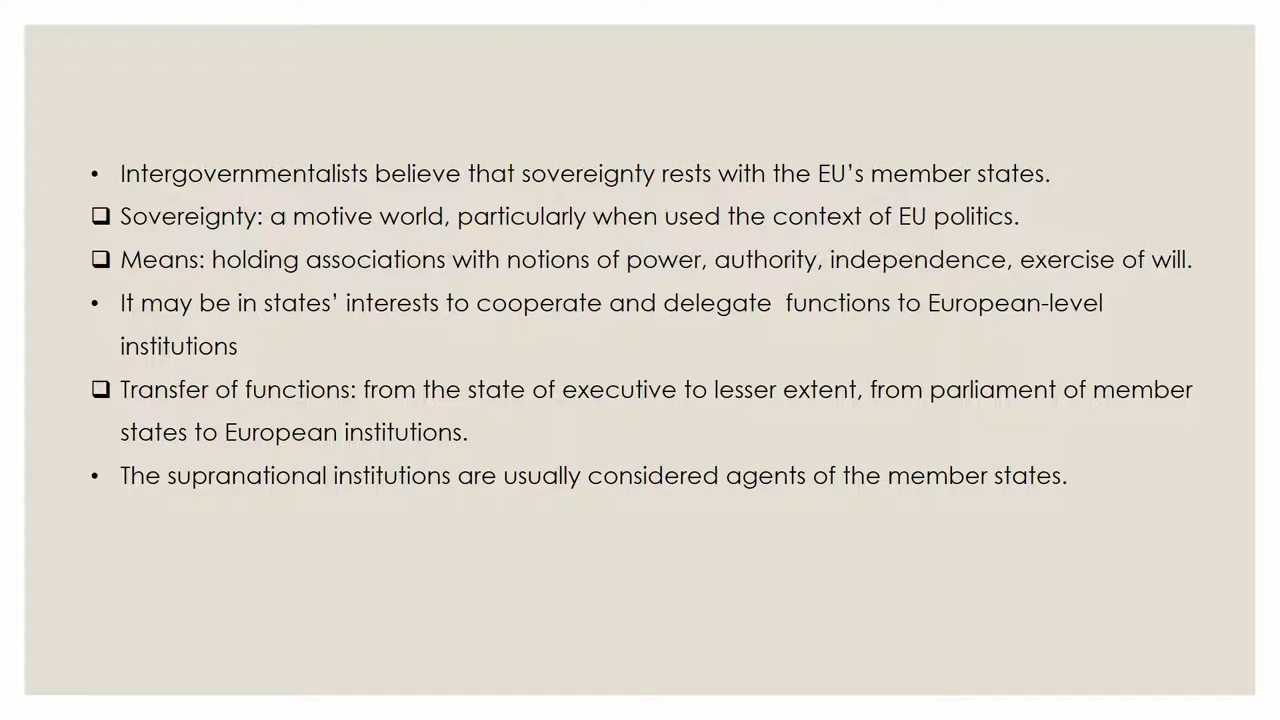 • Intergovernmentalists believe that sovereignty rests with the EU’s member states.
❑ Sovereignty: a motive world, particularly when used the context of EU politics.
❑ Means: holding associations with notions of power, authority, independence, exercise of will.
• It may be in states’ interests to cooperate and delegate  functions to European-level
institutions
❑ Transfer of functions: from the state of executive to lesser extent, from parliament of member
states to European institutions.
• The supranational institutions are usually considered agents of the member states.